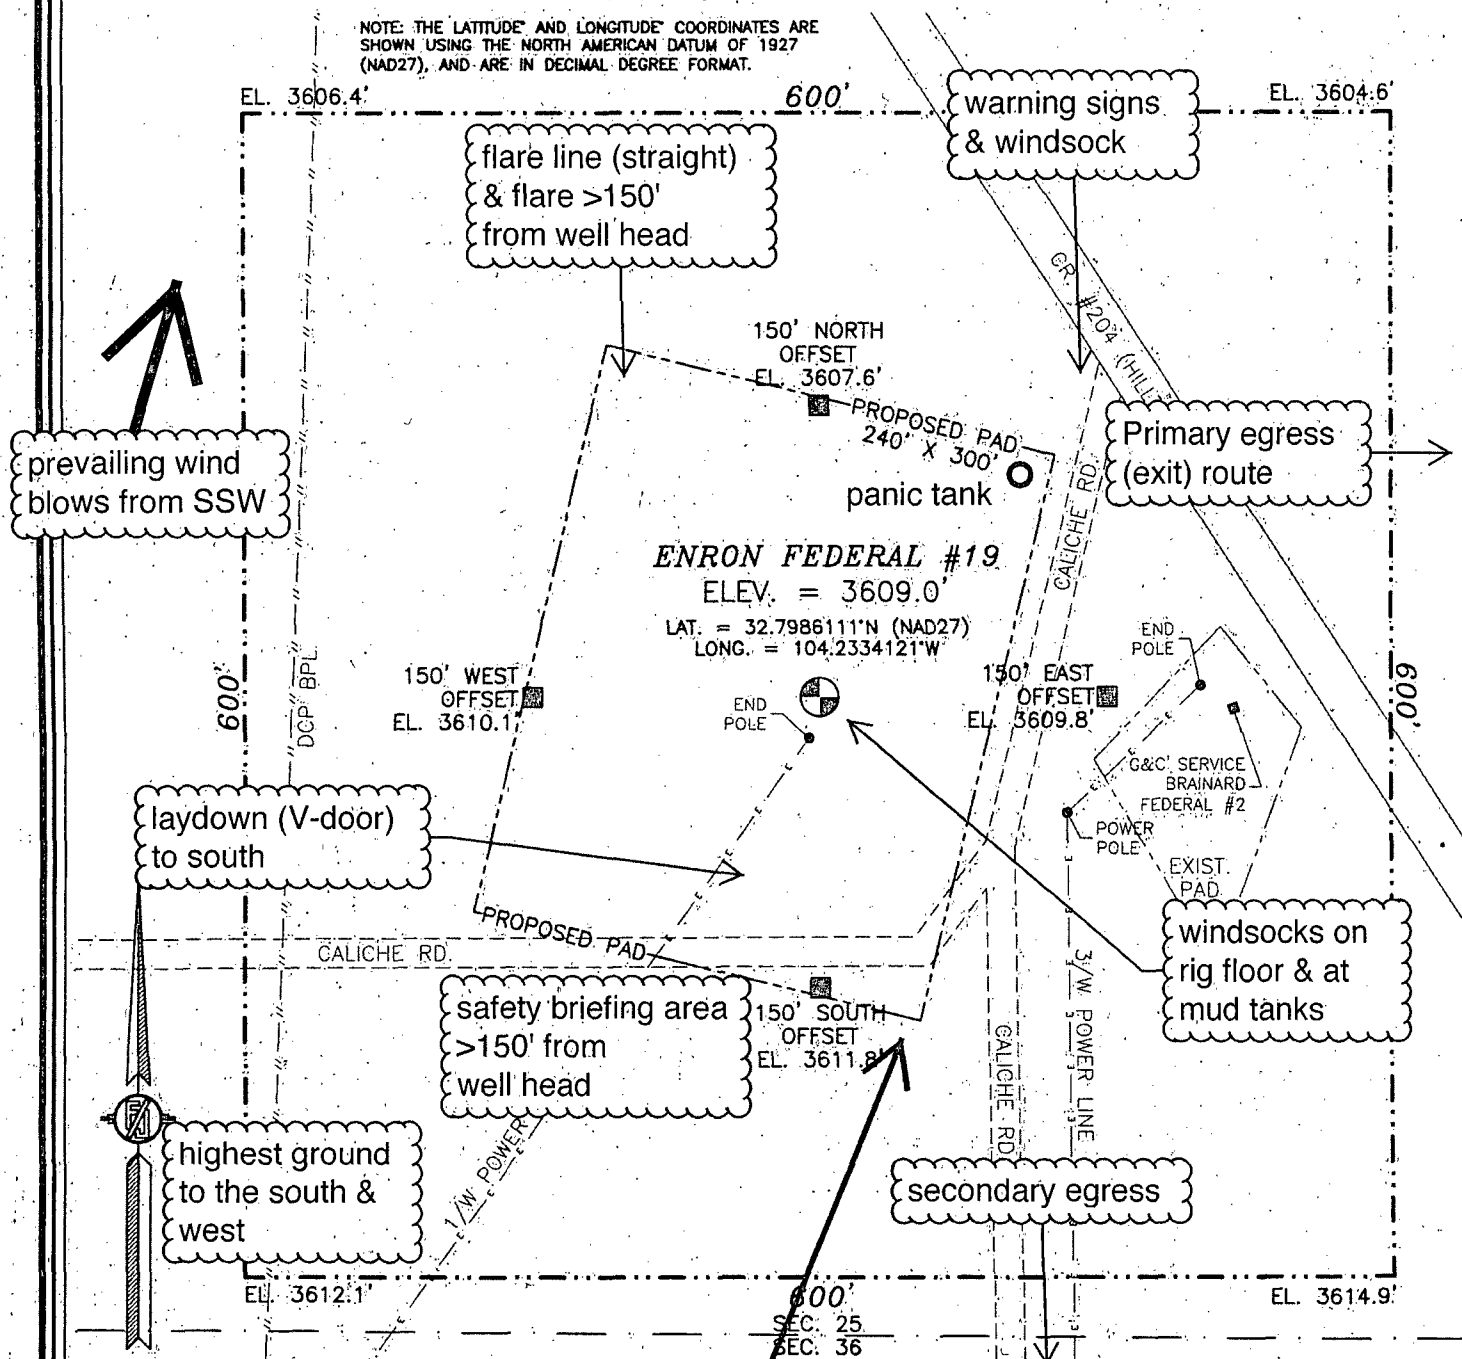 NOTE: THE LATITUDE AND LONGITUDE COORDINATES ARE
SHOWN USING THE NORTH AMERICAN DATUM OF 1927
(NAD27), AND ARE IN DECIMAL DEGREE FORMAT.
EL. 3606.4'
600'
EL. 3604.6'
warning signs
& windsock
flare line (straight)
& flare >150'
from well head
CR. #204 (HILL
150' NORTH
OFFSET
EL. 3607.6'
PROPOSED PAD
240' X 300'
Primary egress
(exit) route
prevailing wind
blows from SSW
panic tank
CALICHE RD.
ENRON FEDERAL #19
ELEV. = 3609.0'
LAT. = 32.7986111°N (NAD27)
LONG. = 104.2334121°W
END
POLE
150' WEST
OFFSET
EL. 3610.1'
600'
DCP BPL
END
POLE
150' EAST
OFFSET
EL. 3609.8'
600'
G&C SERVICE
BRAINARD
FEDERAL #2
laydown (V-door)
to south
POWER
POLE
EXIST.
PAD
PROPOSED PAD
CALICHE RD.
windsocks on
rig floor & at
mud tanks
safety briefing area
>150' from
well head
150' SOUTH
OFFSET
EL. 3611.8'
CALICHE RD
3/W POWER LINE
highest ground
to the south &
west
1/W POWER
secondary egress
EL. 3612.1'
600'
EL. 3614.9'
SEC. 25
SEC. 36